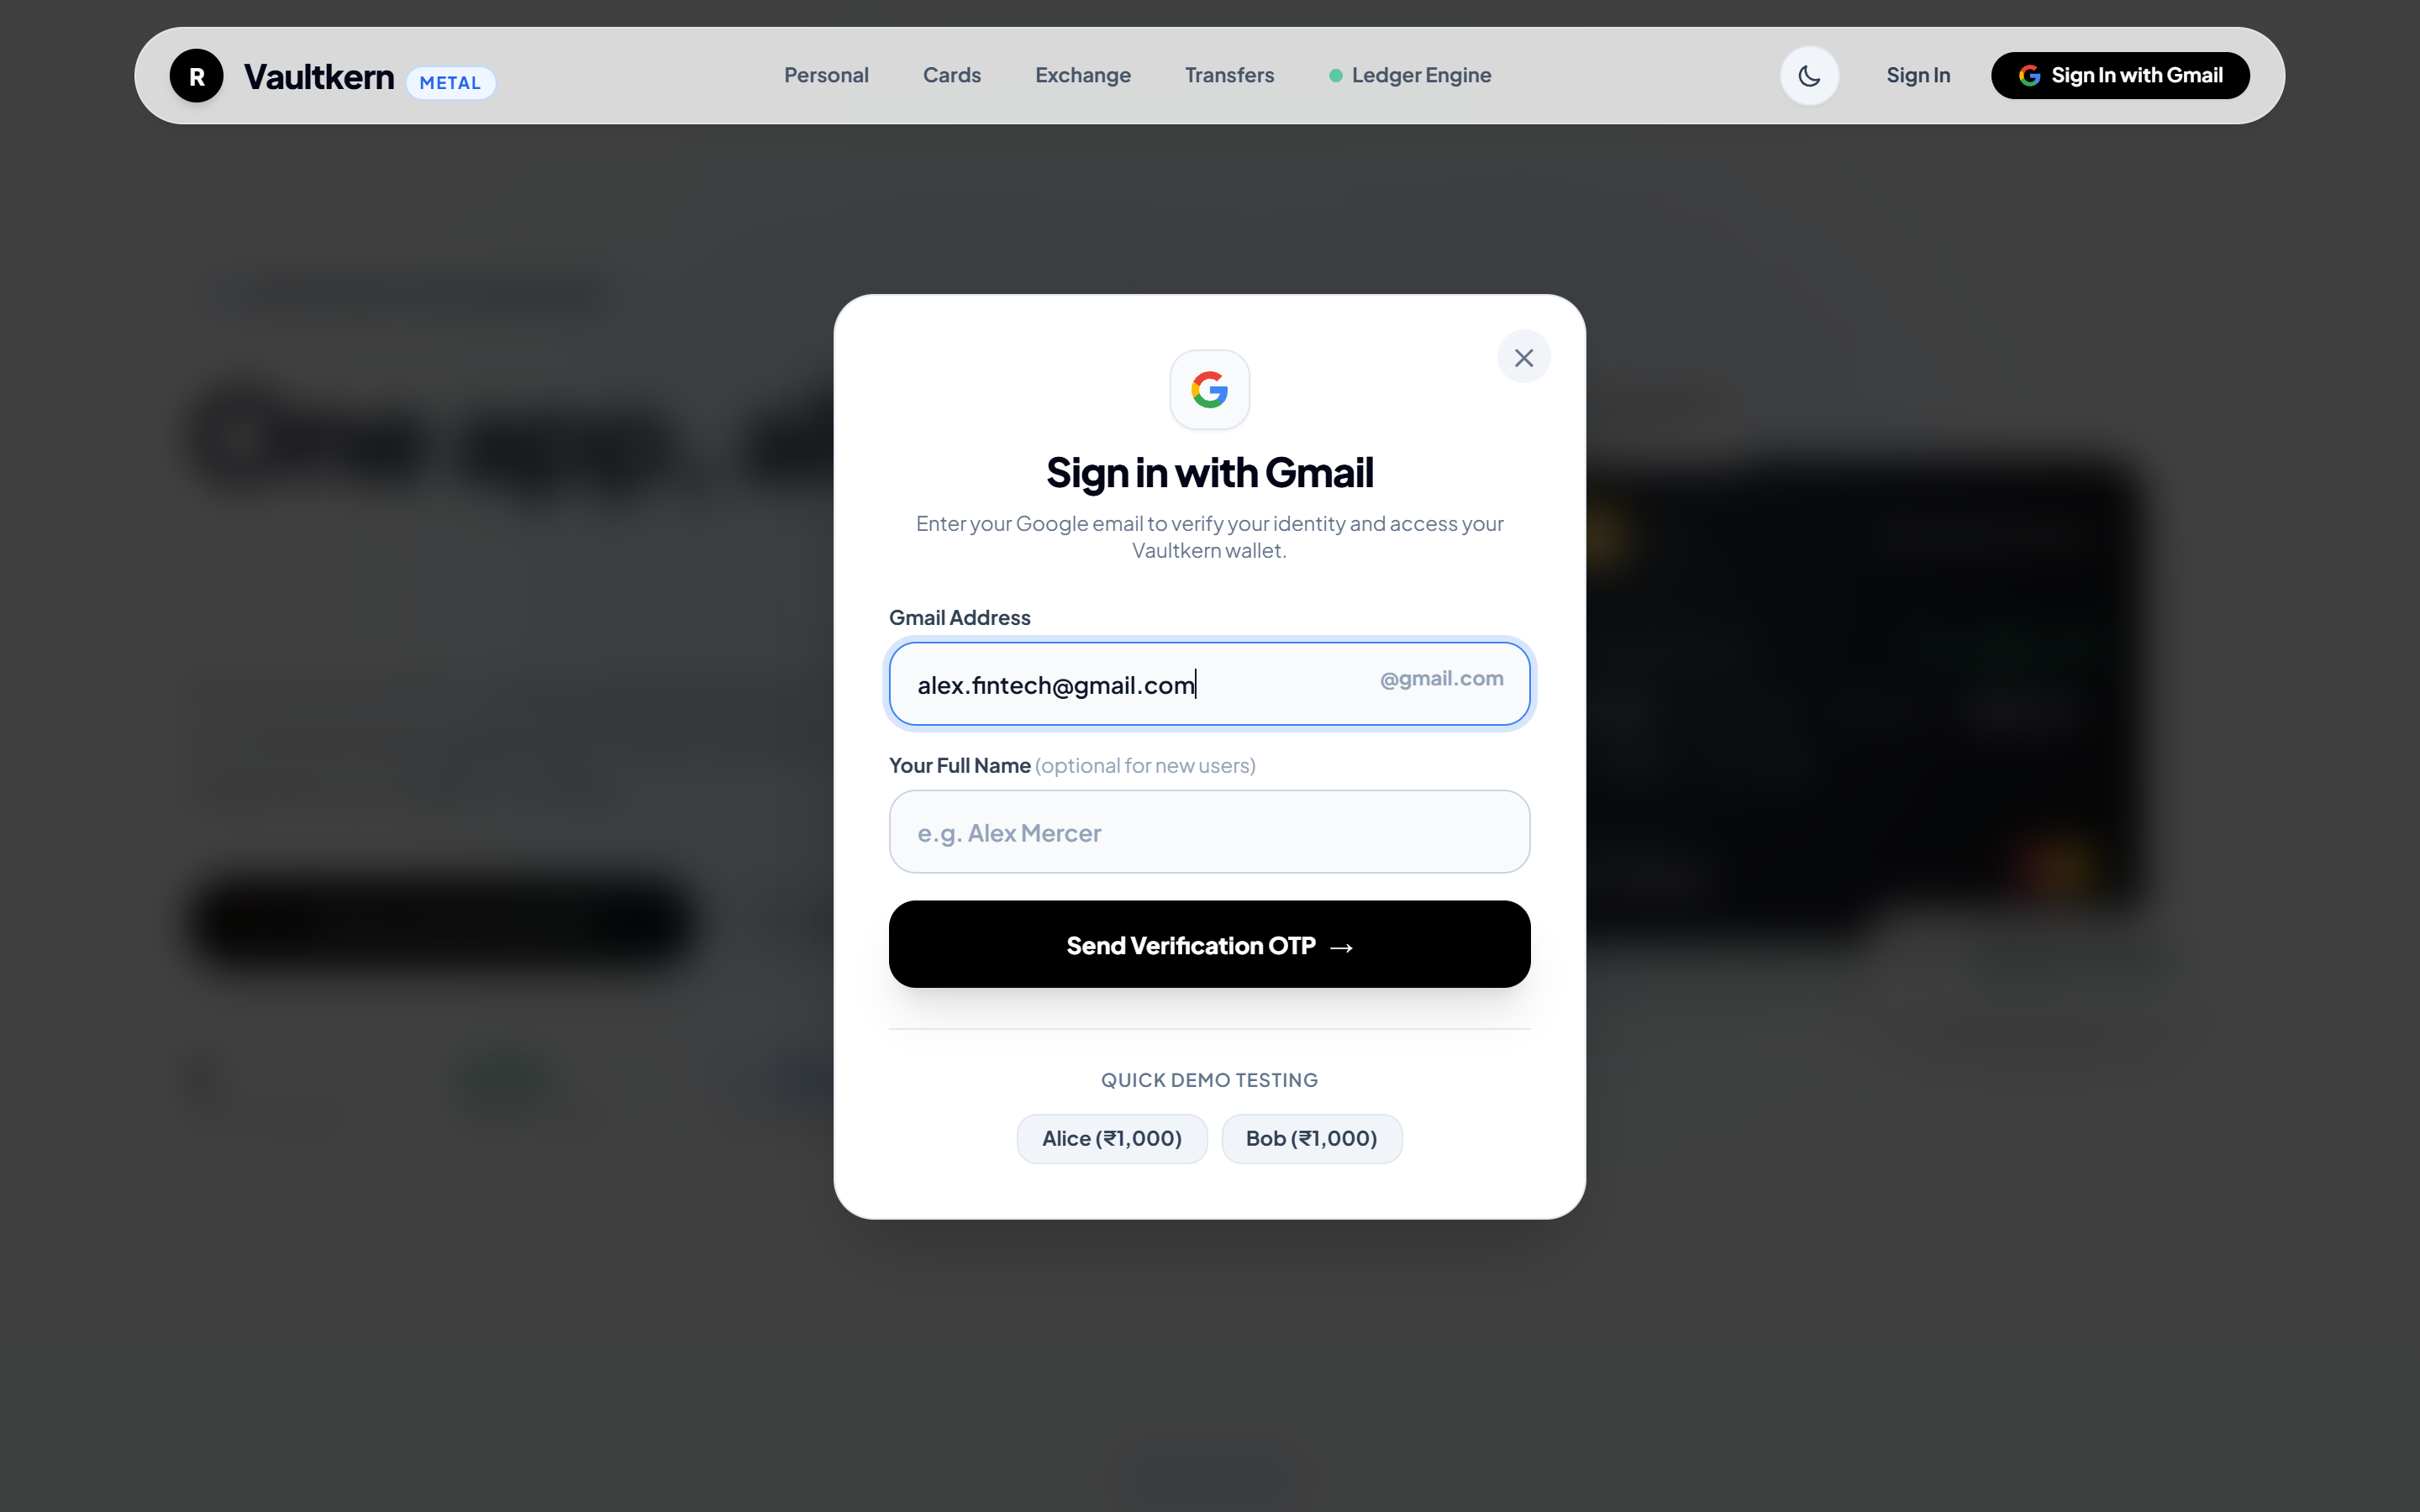 R Vaultkern METAL Personal Cards Exchange Transfers Ledger Engine Sign In Sign In with Gmail
Sign in with Gmail
Enter your Google email to verify your identity and access your
Vaultkern wallet.
Gmail Address
alex.fintech@gmail.com @gmail.com
Your Full Name (optional for new users)
e.g. Alex Mercer
Send Verification OTP →
QUICK DEMO TESTING
Alice (₹1,000) Bob (₹1,000)